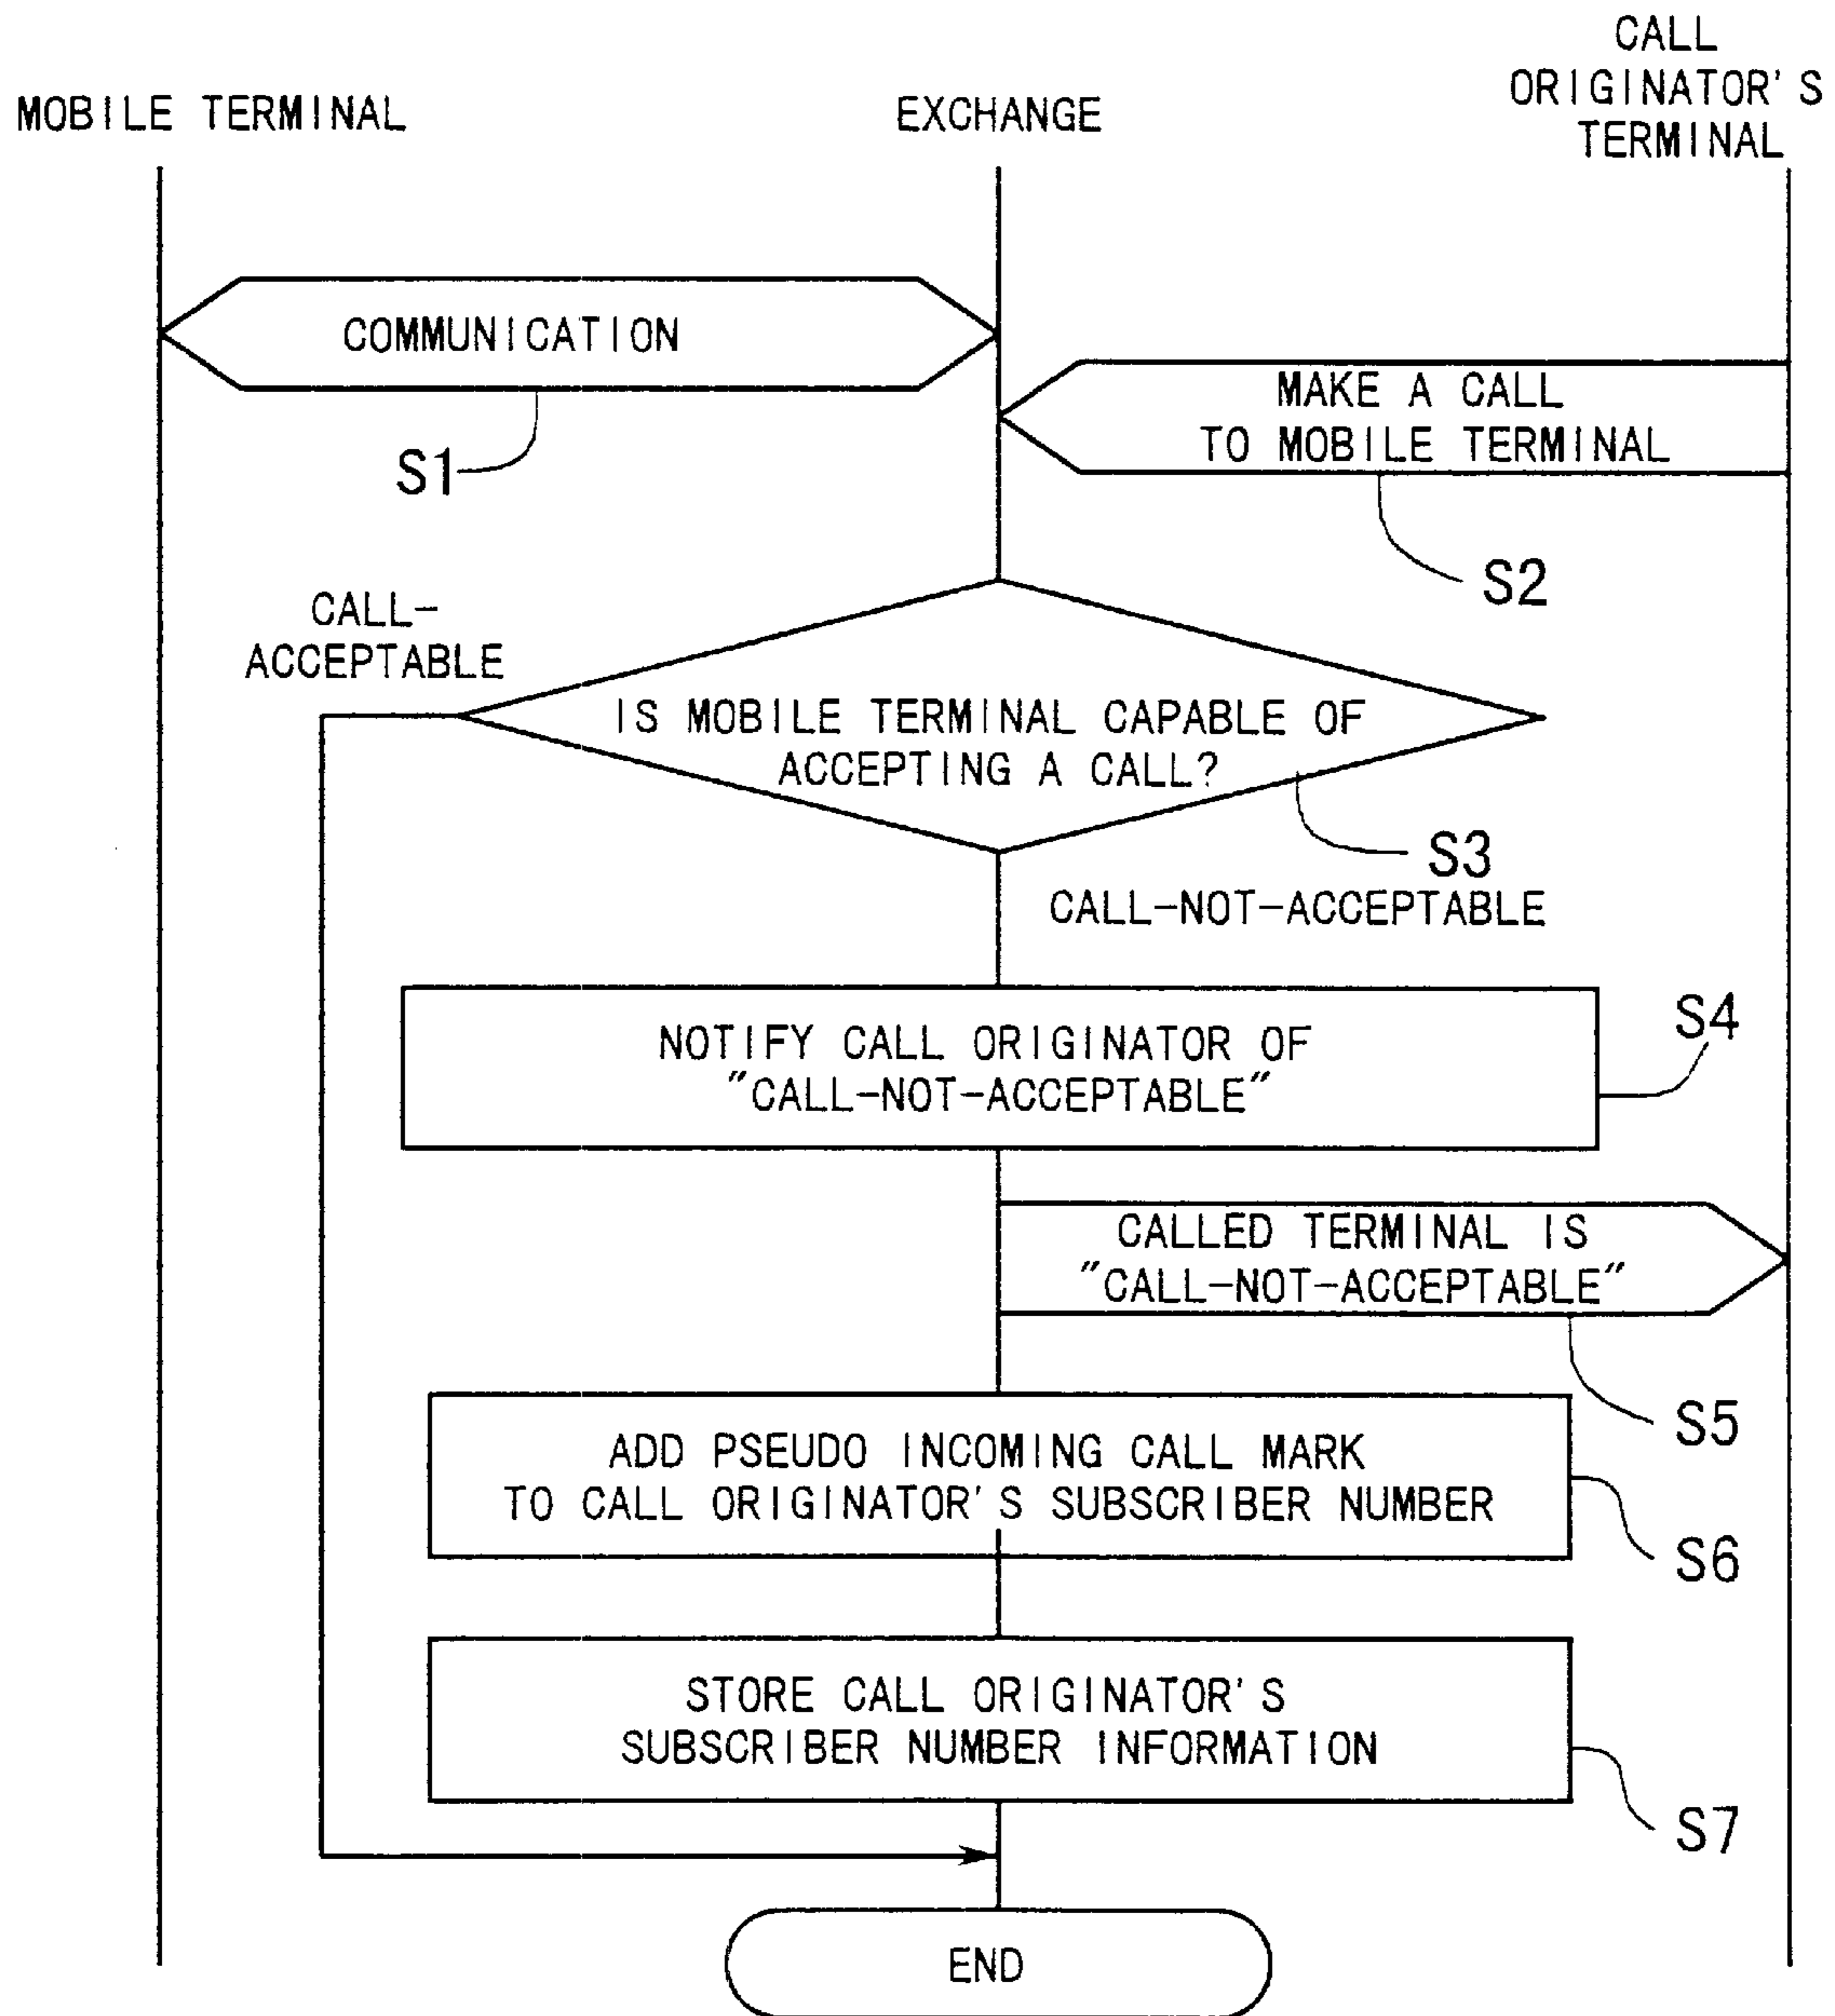 CALL
ORIGINATOR'S
TERMINAL
MOBILE TERMINAL
EXCHANGE
COMMUNICATION
S1
MAKE A CALL
TO MOBILE TERMINAL
S2
CALL-
ACCEPTABLE
IS MOBILE TERMINAL CAPABLE OF
ACCEPTING A CALL?
S3
CALL-NOT-ACCEPTABLE
NOTIFY CALL ORIGINATOR OF
"CALL-NOT-ACCEPTABLE"
S4
CALLED TERMINAL IS
"CALL-NOT-ACCEPTABLE"
S5
ADD PSEUDO INCOMING CALL MARK
TO CALL ORIGINATOR'S SUBSCRIBER NUMBER
S6
STORE CALL ORIGINATOR'S
SUBSCRIBER NUMBER INFORMATION
S7
END